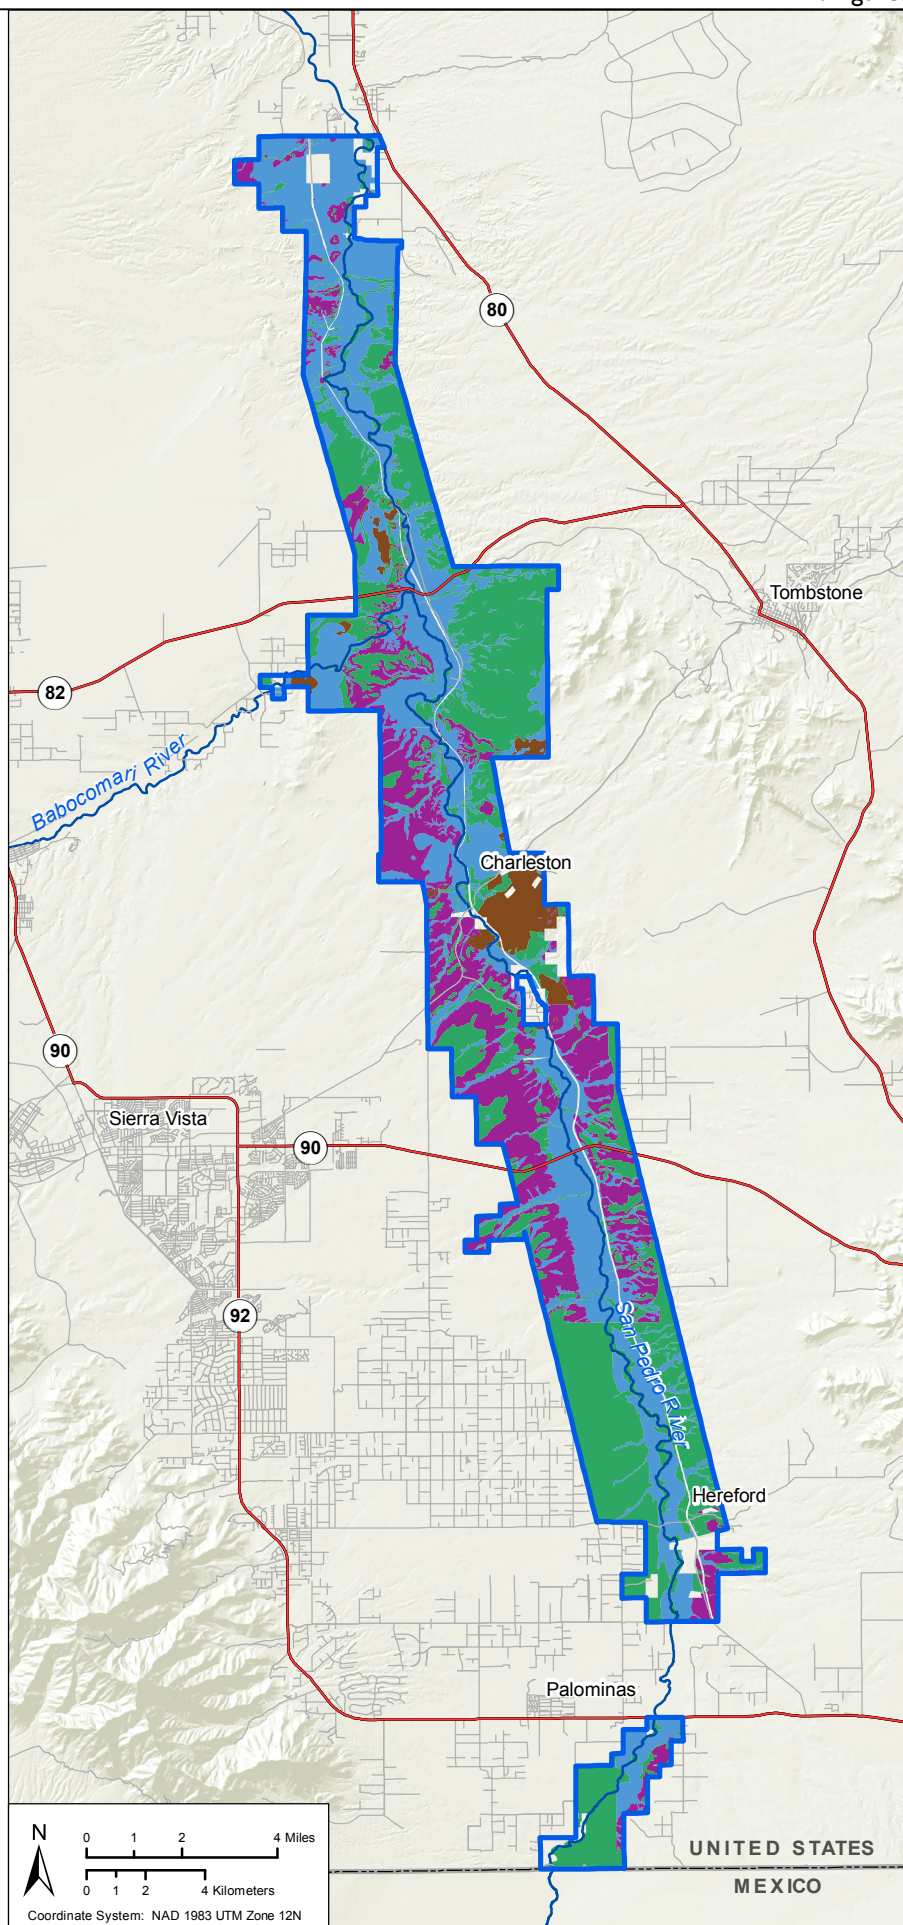 80
Tombstone
82
Babocomari River
Charleston
90
Sierra Vista
90
92
San Pedro River
Hereford
Palominas
UNITED STATES
MEXICO
N
0 1 2 4 Miles
0 1 2 4 Kilometers
Coordinate System: NAD 1983 UTM Zone 12N